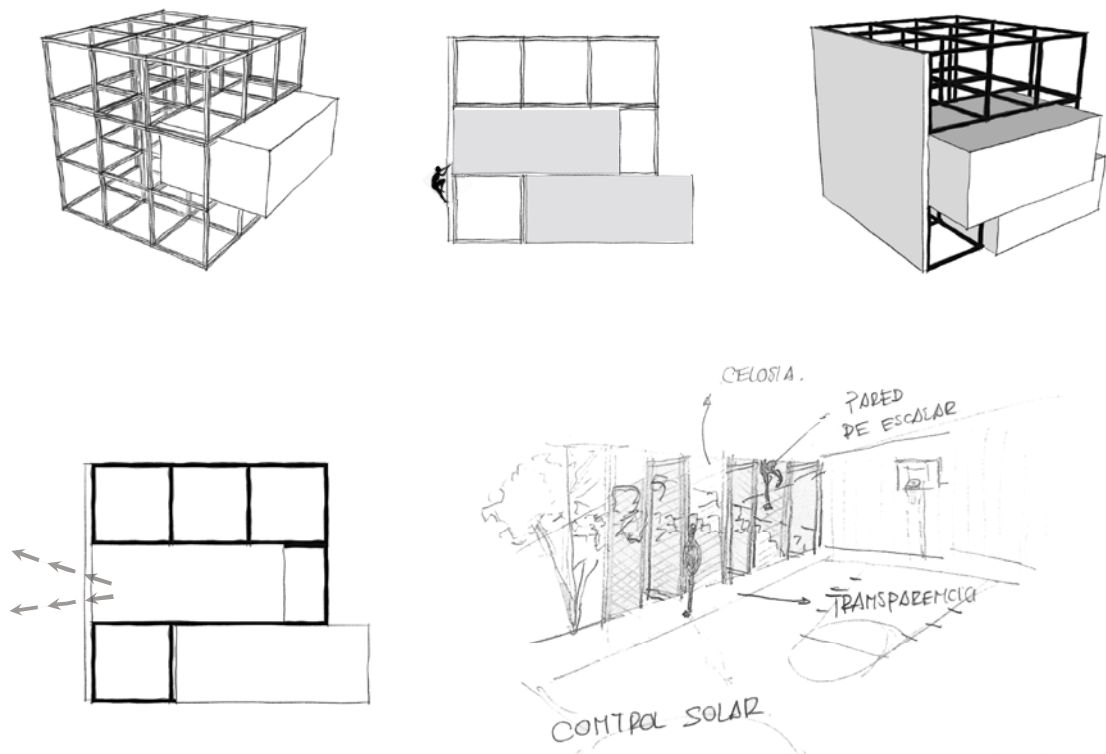 CELOSIA.
PARED
DE ESCALAR
TRANSPARENCIA
CONTROL SOLAR